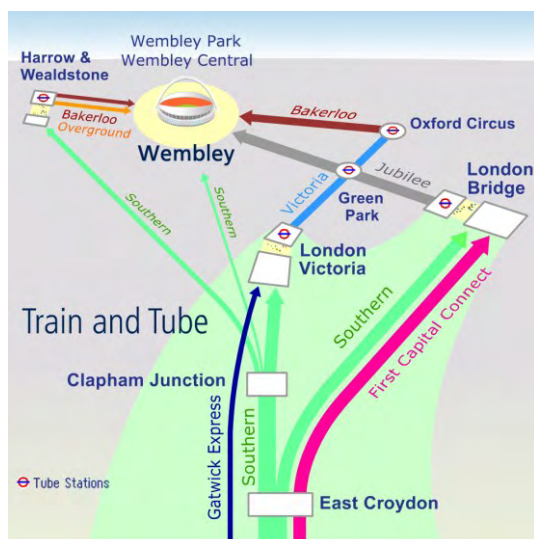 Wembley Park
Wembley Central
Harrow &
Wealdstone
Bakerloo
Overground
Wembley
Bakerloo
Oxford Circus
Jubilee
London
Bridge
Victoria
Green
Park
Southern
Southern
London
Victoria
Train and Tube
Southern
First Capital Connect
Clapham Junction
Gatwick Express
Southern
Tube Stations
East Croydon